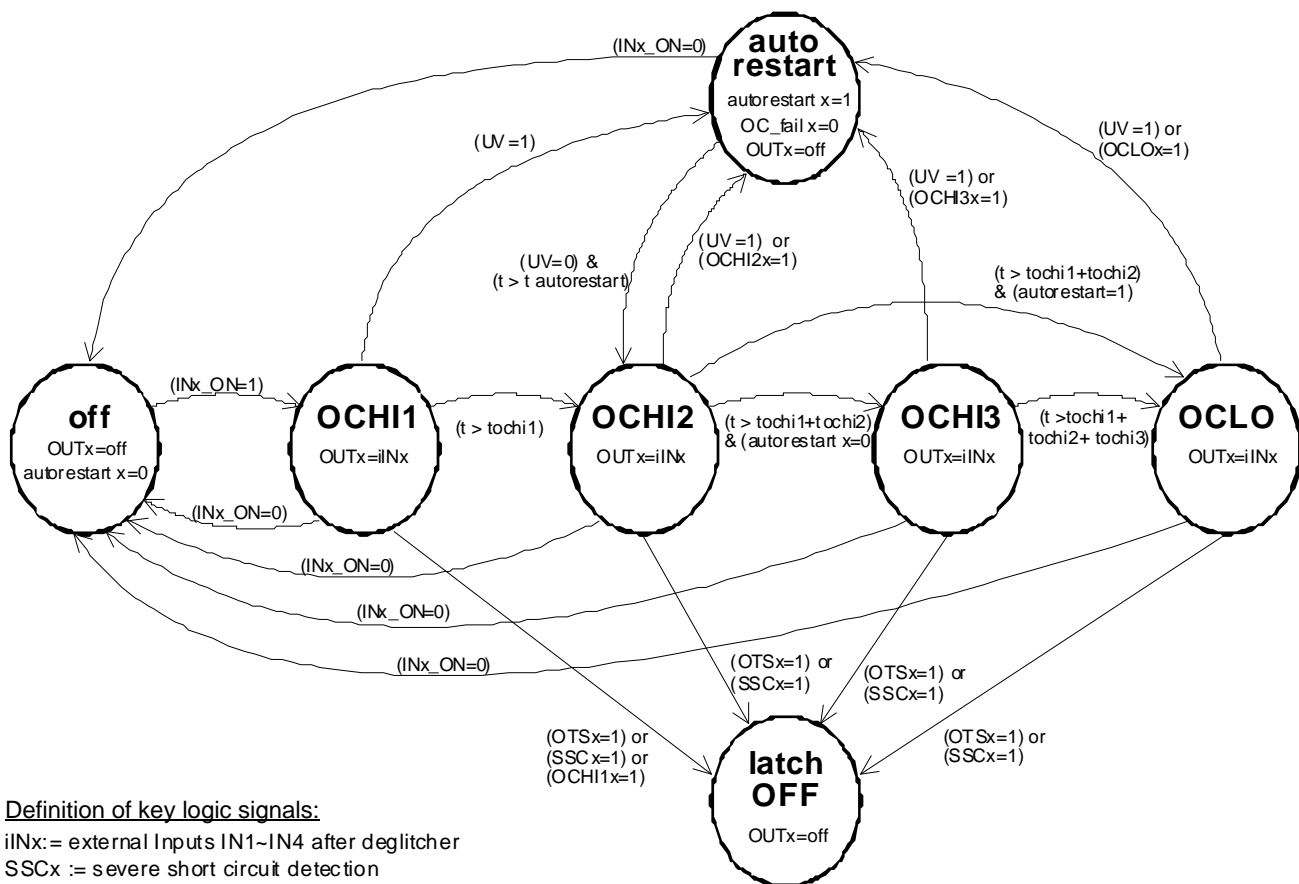 (INx_ON=0)
auto
restart
autorestart x=1
OC_fail x=0
OUTx=off
(UV =1)
(UV =1) or
(OCLOx=1)
(UV =1) or
(OCHI3x=1)
(UV =1) or
(OCHI2x=1)
(UV=0) &
(t > t autorestart)
(t > tochi1+tochi2)
& (autorestart=1)
off
OUTx=off
autorestart x=0
(INx_ON=1)
OCHI1
OUTx=iINx
(t > tochi1)
OCHI2
OUTx=iINx
(t > tochi1+tochi2)
& (autorestart x=0
OCHI3
OUTx=iINx
(t >tochi1+
tochi2+ tochi3)
OCLO
OUTx=iINx
(INx_ON=0)
(INx_ON=0)
(INx_ON=0)
(INx_ON=0)
(OTSx=1) or
(SSCx=1)
(OTSx=1) or
(SSCx=1)
(OTSx=1) or
(SSCx=1) or
(OCHI1x=1)
(OTSx=1) or
(SSCx=1)
latch
OFF
OUTx=off
Definition of key logic signals:
iINx:= external Inputs IN1~IN4 after deglitcher
SSCx := severe short circuit detection